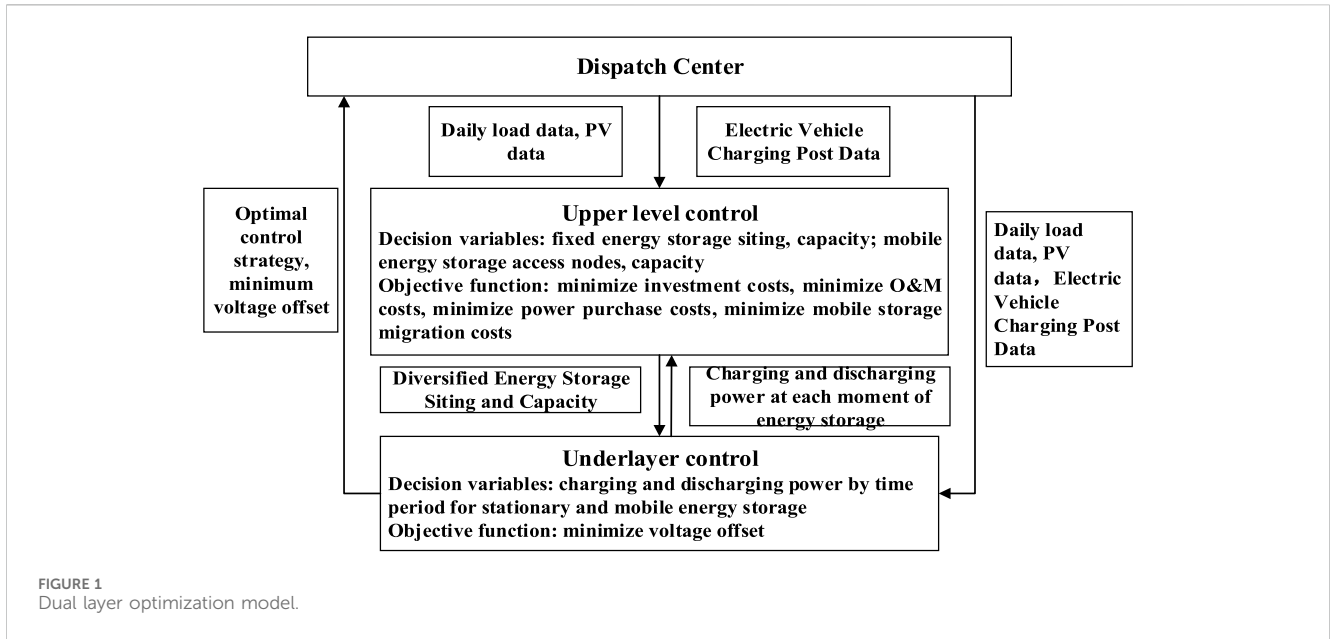 Dispatch Center
Daily load data, PV
data
Electric Vehicle
Charging Post Data
Optimal
control
strategy,
minimum
voltage offset
Upper level control
Decision variables: fixed energy storage siting, capacity; mobile
energy storage access nodes, capacity
Objective function: minimize investment costs, minimize O&M
costs, minimize power purchase costs, minimize mobile storage
migration costs
Daily load
data, PV
data，Electric
Vehicle
Charging Post
Data
Diversified Energy Storage
Siting and Capacity
Charging and discharging
power at each moment of
energy storage
Underlayer control
Decision variables: charging and discharging power by time
period for stationary and mobile energy storage
Objective function: minimize voltage offset
FIGURE 1
Dual layer optimization model.